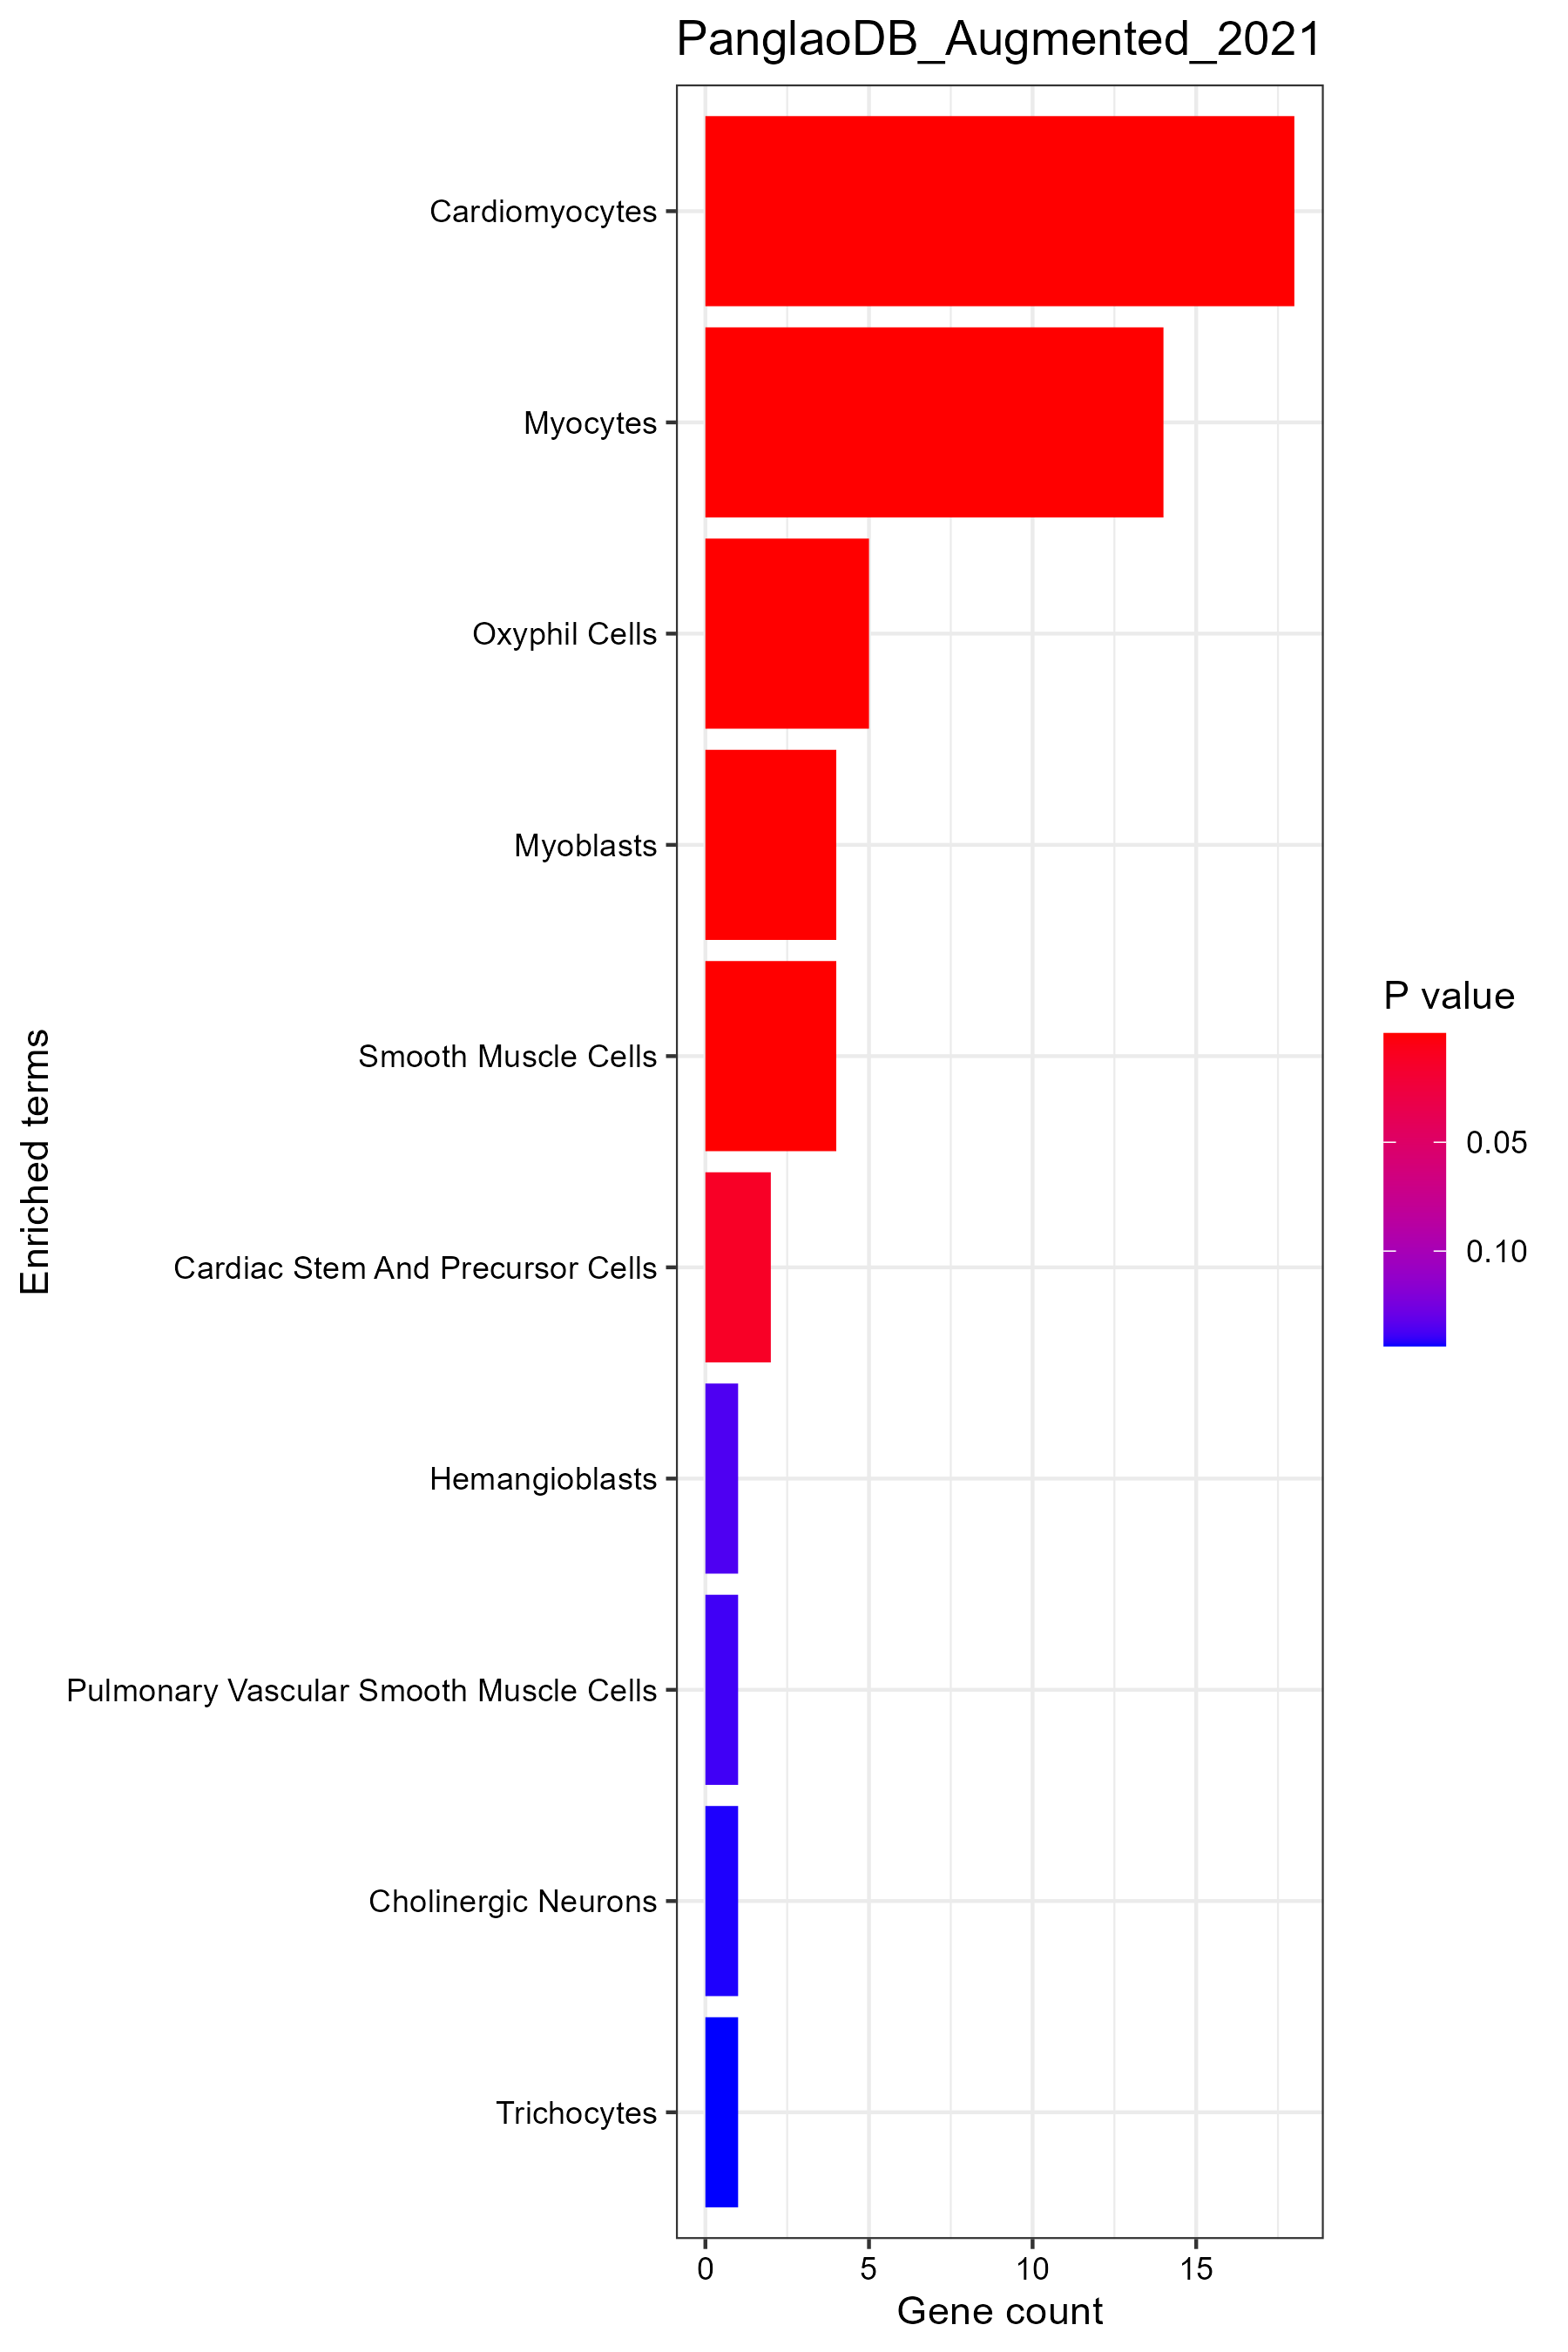 PanglaoDB_Augmented_2021
Enriched terms
Cardiomyocytes
Myocytes
Oxyphil Cells
Myoblasts
Smooth Muscle Cells
Cardiac Stem And Precursor Cells
Hemangioblasts
Pulmonary Vascular Smooth Muscle Cells
Cholinergic Neurons
Trichocytes
0 5 10 15
Gene count
P value
0.05
0.10